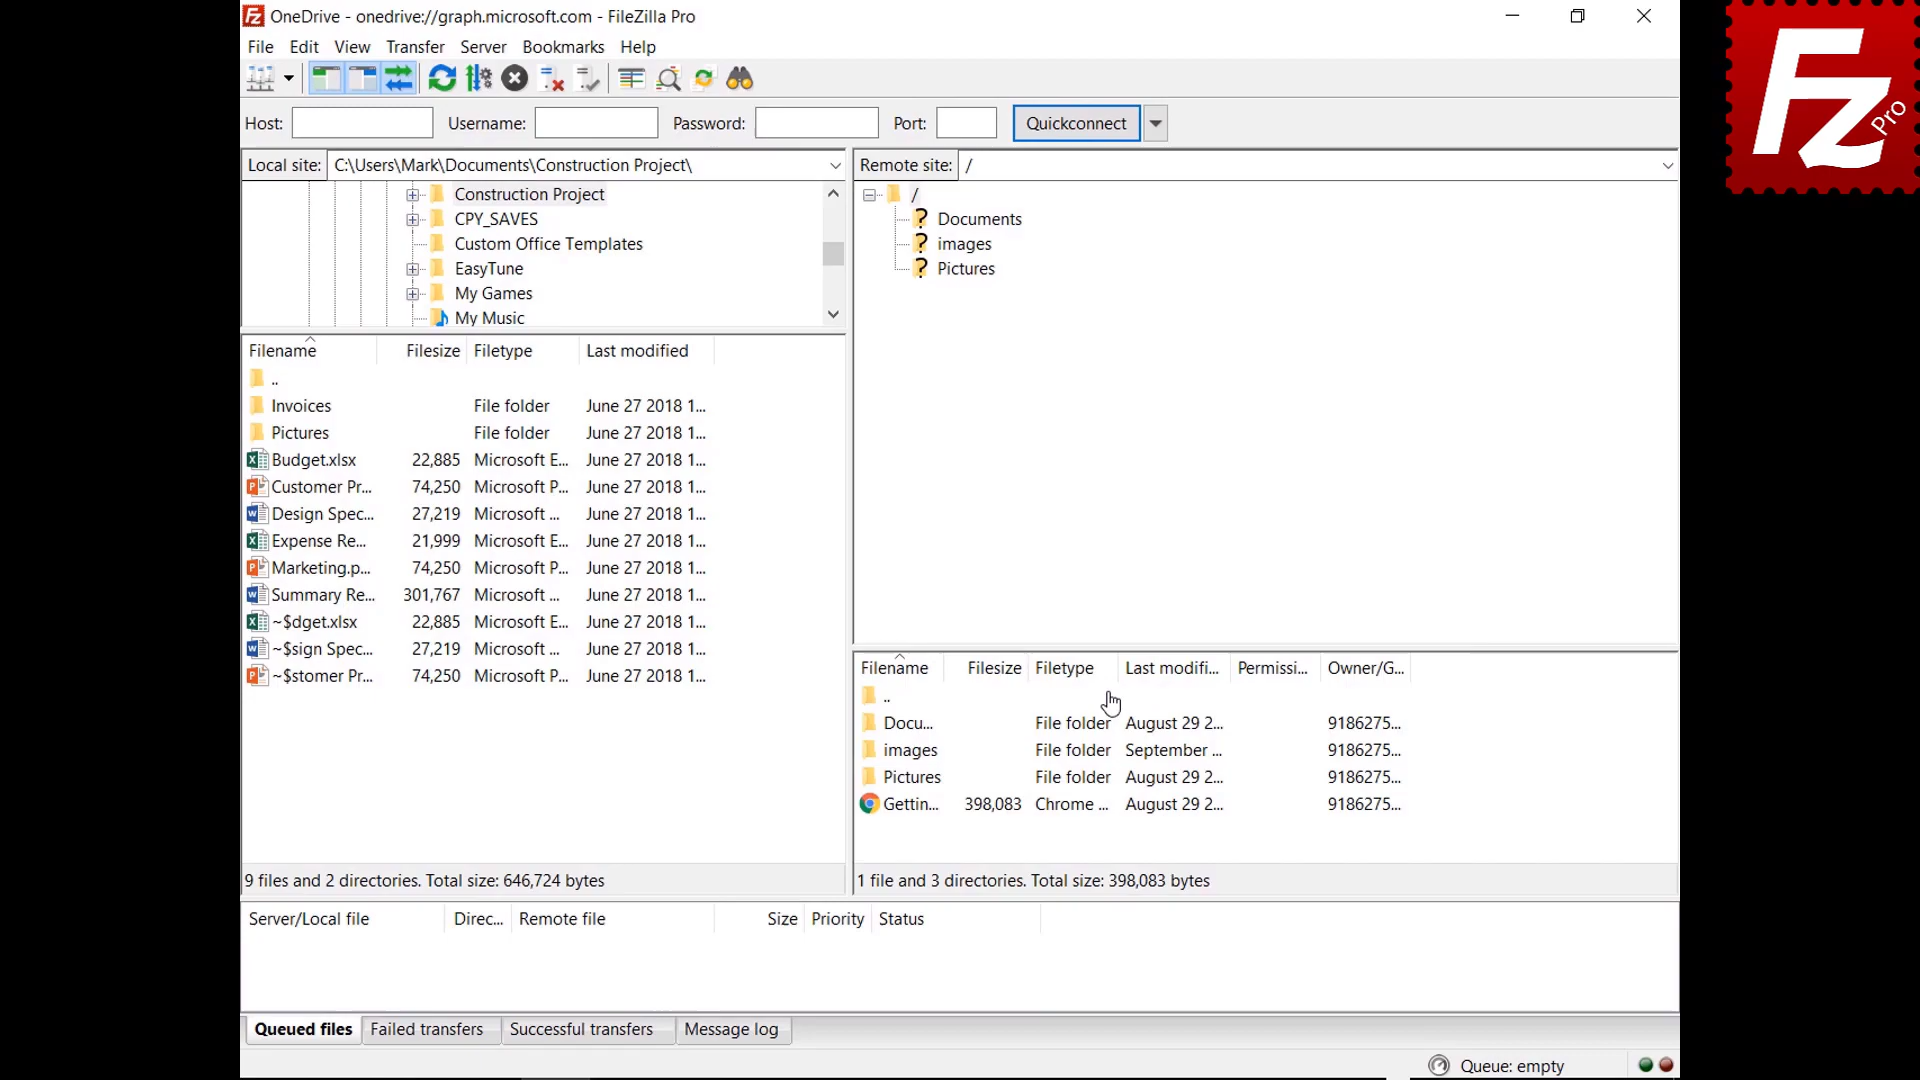 OneDrive - onedrive://graph.microsoft.com - FileZilla Pro
File Edit View Transfer Server Bookmarks Help
Host: Username: Password: Port: Quickconnect
Local site: C:\Users\Mark\Documents\Construction Project\
Construction Project
CPY_SAVES
Custom Office Templates
EasyTune
My Games
My Music
Filename Filesize Filetype Last modified
..
Invoices File folder June 27 2018 1...
Pictures File folder June 27 2018 1...
Budget.xlsx 22,885 Microsoft E... June 27 2018 1...
Customer Pr... 74,250 Microsoft P... June 27 2018 1...
Design Spec... 27,219 Microsoft ... June 27 2018 1...
Expense Re... 21,999 Microsoft E... June 27 2018 1...
Marketing.p... 74,250 Microsoft P... June 27 2018 1...
Summary Re... 301,767 Microsoft ... June 27 2018 1...
~$dget.xlsx 22,885 Microsoft E... June 27 2018 1...
~$sign Spec... 27,219 Microsoft ... June 27 2018 1...
~$stomer Pr... 74,250 Microsoft P... June 27 2018 1...
9 files and 2 directories. Total size: 646,724 bytes
Remote site: /
/
? Documents
? images
? Pictures
Filename Filesize Filetype Last modifi... Permissi... Owner/G...
..
Docu... File folder August 29 2... 9186275...
images File folder September ... 9186275...
Pictures File folder August 29 2... 9186275...
Gettin... 398,083 Chrome ... August 29 2... 9186275...
1 file and 3 directories. Total size: 398,083 bytes
Server/Local file Direc... Remote file Size Priority Status
Queued files Failed transfers Successful transfers Message log
Queue: empty
Fz Pro